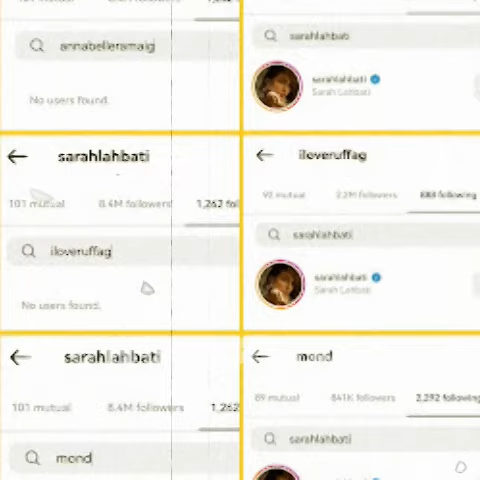 annabelleramaig
No users found.
sarahlahbati
sarahlahbati
Sarah Lahbati
sarahlahbati
101 mutual 8.4M followers 1,262 fol
iloveruffag
No users found.
iloveruffag
92 mutual 2.2M followers 888 following
sarahlahbati
sarahlahbati
Sarah Lahbati
sarahlahbati
101 mutual 8.4M followers 1,262
mond
mond
89 mutual 841K followers 2,292 following
sarahlahbati